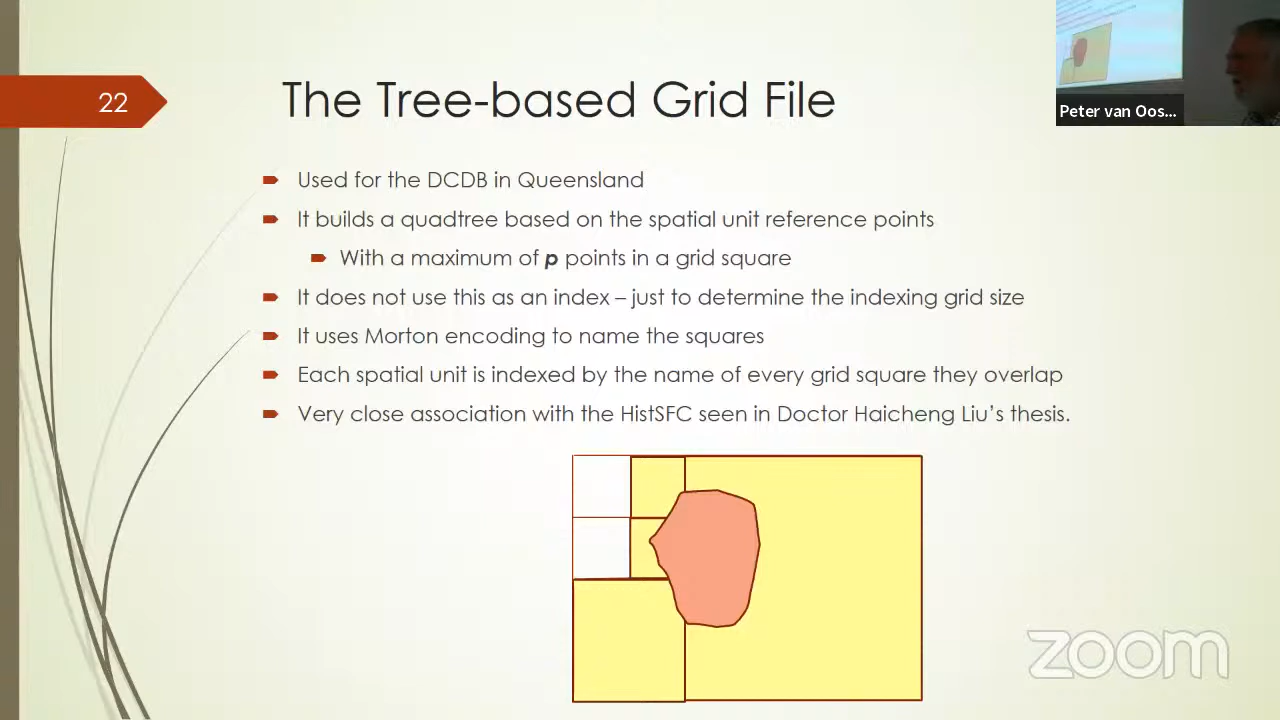 22
The Tree-based Grid File
Peter van Oos...
Used for the DCDB in Queensland
It builds a quadtree based on the spatial unit reference points
With a maximum of p points in a grid square
It does not use this as an index – just to determine the indexing grid size
It uses Morton encoding to name the squares
Each spatial unit is indexed by the name of every grid square they overlap
Very close association with the HistSFC seen in Doctor Haicheng Liu's thesis.
zoom